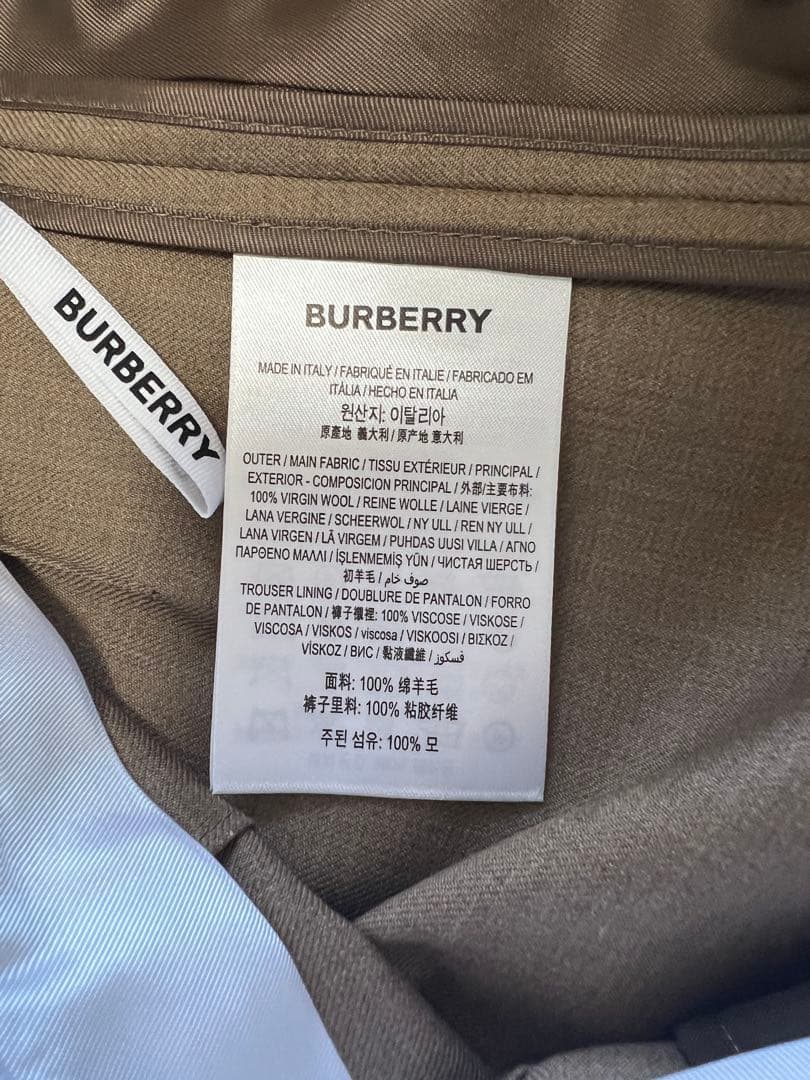 BURBERRY
BURBERRY
MADE IN ITALY / FABRIQUÉ EN ITALIE / FABRICADO EM
ITÁLIA / HECHO EN ITALIA
원산지: 이탈리아
原產地 義大利 / 原产地 意大利
OUTER / MAIN FABRIC / TISSU EXTÉRIEUR / PRINCIPAL /
EXTERIOR - COMPOSICION PRINCIPAL / 外部/主要布料:
100% VIRGIN WOOL / REINE WOLLE / LAINE VIERGE /
LANA VERGINE / SCHEERWOL / NY ULL / REN NY ULL /
LANA VIRGEN / LÃ VIRGEM / PUHDAS UUSI VILLA / ΑΓΝΟ
ΠΑΡΘΕΝΟ ΜΑΛΛΙ / İŞLENMEMİŞ YÜN / ЧИСТАЯ ШЕРСТЬ /
初羊毛 / صوف خام
TROUSER LINING / DOUBLURE DE PANTALON / FORRO
DE PANTALON / 褲子襯裡: 100% VISCOSE / VISKOSE /
VISCOSA / VISKOS / viscosa / VISKOOSI / ΒΙΣΚΟΖ /
VİSKOZ / ВИС / 黏液纖維 / فسكوز
面料: 100% 绵羊毛
裤子里料: 100% 粘胶纤维
주된 섬유: 100% 모